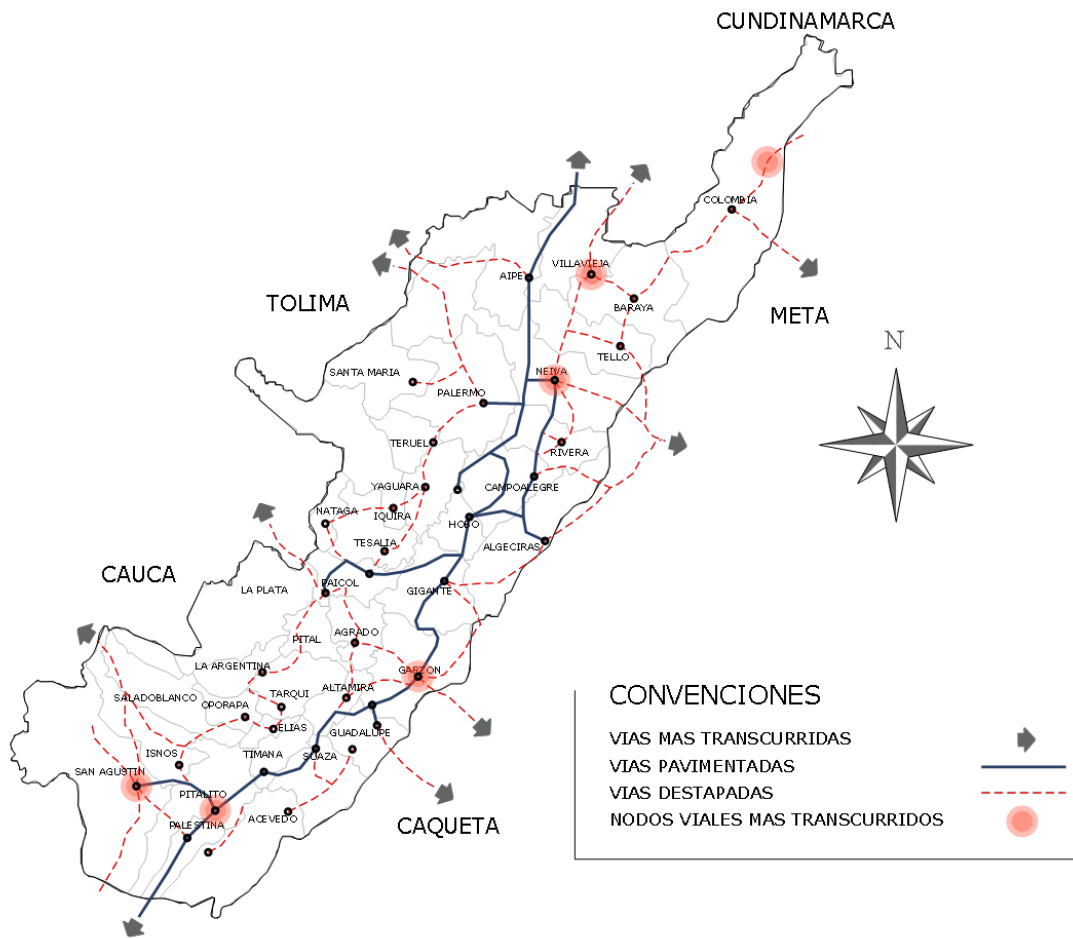 CUNDINAMARCA
COLOMBIA
VILLAVIEJA
AIPE
BARAYA
TOLIMA
META
N
TELLO
NEIVA
SANTA MARIA
PALERMO
TERUEL
RIVERA
YAGUARA
CAMPOALEGRE
NATAGA
IQUIRA
HOBO
TESALIA
ALGECIRAS
CAUCA
LA PLATA
PAICOL
GIGANTE
PITAL
AGRADO
LA ARGENTINA
GARZON
SALADOBLANCO
TARQUI
ALTAMIRA
OPORAPA
ELIAS
GUADALUPE
ISNOS
TIMANA
SUAZA
SAN AGUSTIN
PITALITO
PALESTINA
ACEVEDO
CAQUETA
CONVENCIONES
VIAS MAS TRANSCURRIDAS
VIAS PAVIMENTADAS
VIAS DESTAPADAS
NODOS VIALES MAS TRANSCURRIDOS